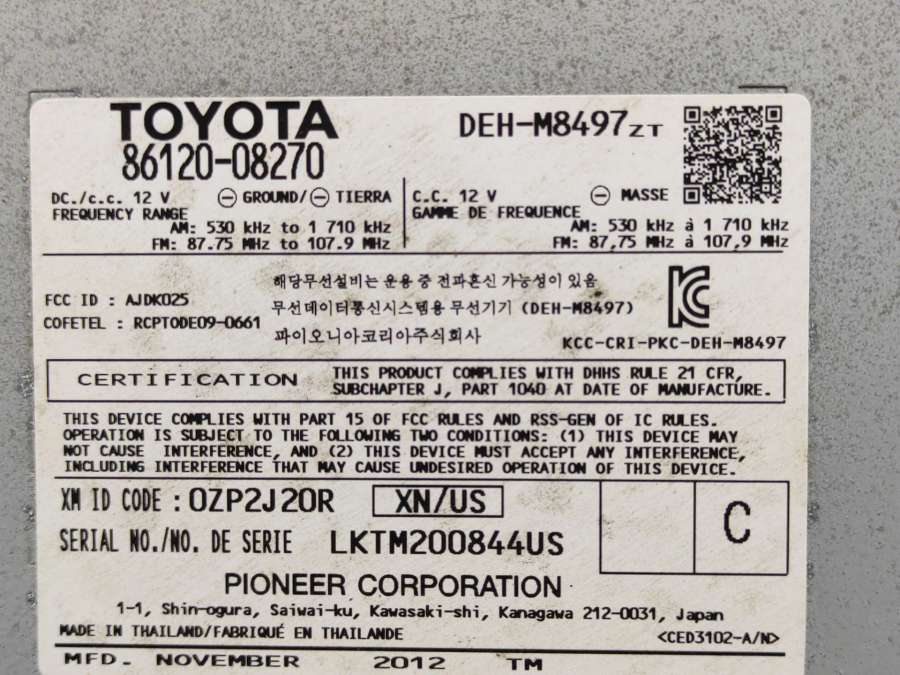 TOYOTA
86120-08270
DEH-M8497ZT
DC./c.c. 12 V ⊖ GROUND/⊖ TIERRA
FREQUENCY RANGE
AM: 530 kHz to 1 710 kHz
FM: 87.75 MHz to 107.9 MHz
C.C. 12 V ⊖ MASSE
GAMME DE FREQUENCE
AM: 530 kHz à 1 710 kHz
FM: 87,75 MHz à 107,9 MHz
FCC ID : AJDK025
COFETEL : RCPTODE09-0661
해당무선설비는 운용 중 전파혼신 가능성이 있음
무선데이터통신시스템용 무선기기 (DEH-M8497)
파이오니아코리아주식회사
KCC-CRI-PKC-DEH-M8497
CERTIFICATION
THIS PRODUCT COMPLIES WITH DHHS RULE 21 CFR,
SUBCHAPTER J, PART 1040 AT DATE OF MANUFACTURE.
THIS DEVICE COMPLIES WITH PART 15 OF FCC RULES AND RSS-GEN OF IC RULES.
OPERATION IS SUBJECT TO THE FOLLOWING TWO CONDITIONS: (1) THIS DEVICE MAY
NOT CAUSE INTERFERENCE, AND (2) THIS DEVICE MUST ACCEPT ANY INTERFERENCE,
INCLUDING INTERFERENCE THAT MAY CAUSE UNDESIRED OPERATION OF THIS DEVICE.
XM ID CODE : 0ZP2J20R XN/US
C
SERIAL NO./NO. DE SERIE LKTM200844US
PIONEER CORPORATION
1-1, Shin-ogura, Saiwai-ku, Kawasaki-shi, Kanagawa 212-0031, Japan
MADE IN THAILAND/FABRIQUÉ EN THAILANDE <CED3102-A/N>
MFD. NOVEMBER 2012 TM